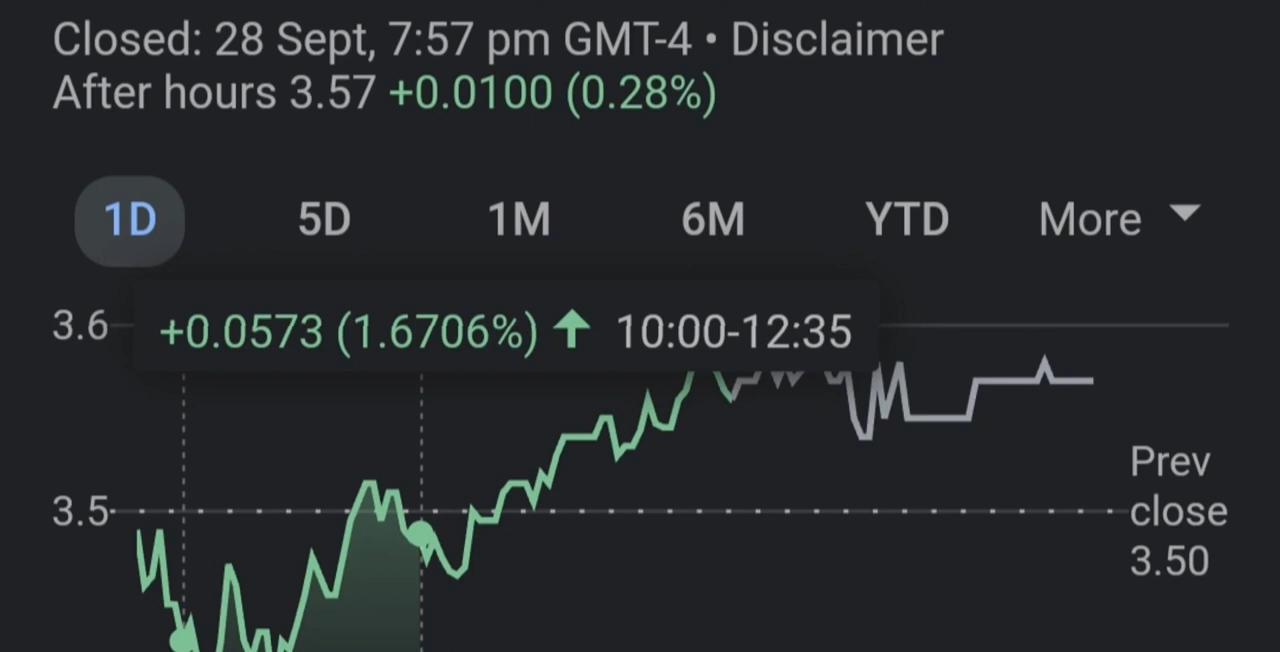 Closed: 28 Sept, 7:57 pm GMT-4 • Disclaimer
After hours 3.57 +0.0100 (0.28%)
1D 5D 1M 6M YTD More
3.6
+0.0573 (1.6706%) 10:00-12:35
3.5
Prev
close
3.50